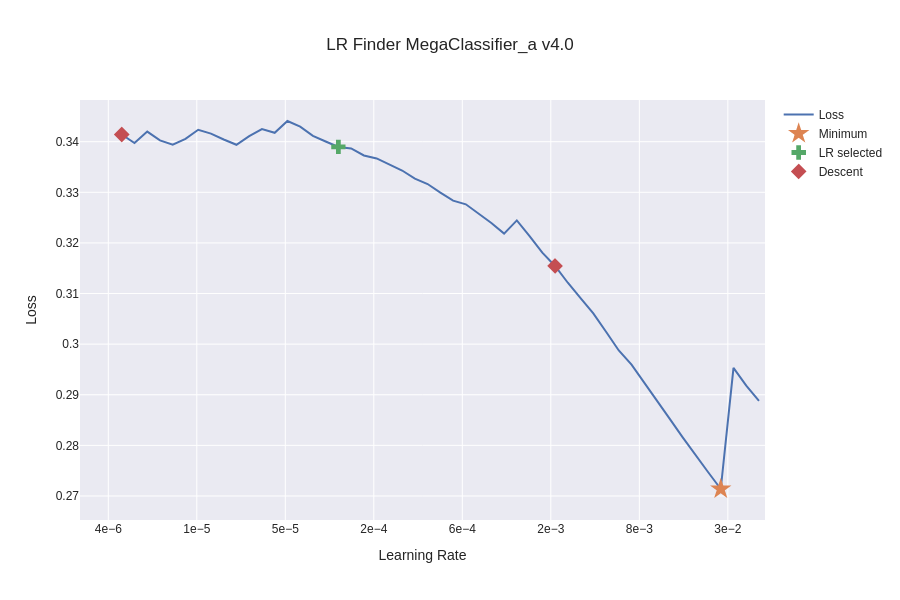 LR Finder MegaClassifier_a v4.0
Loss
Minimum
LR selected
Descent
0.34
0.33
0.32
0.31
0.3
0.29
0.28
0.27
Loss
4e−6 1e−5 5e−5 2e−4 6e−4 2e−3 8e−3 3e−2
Learning Rate